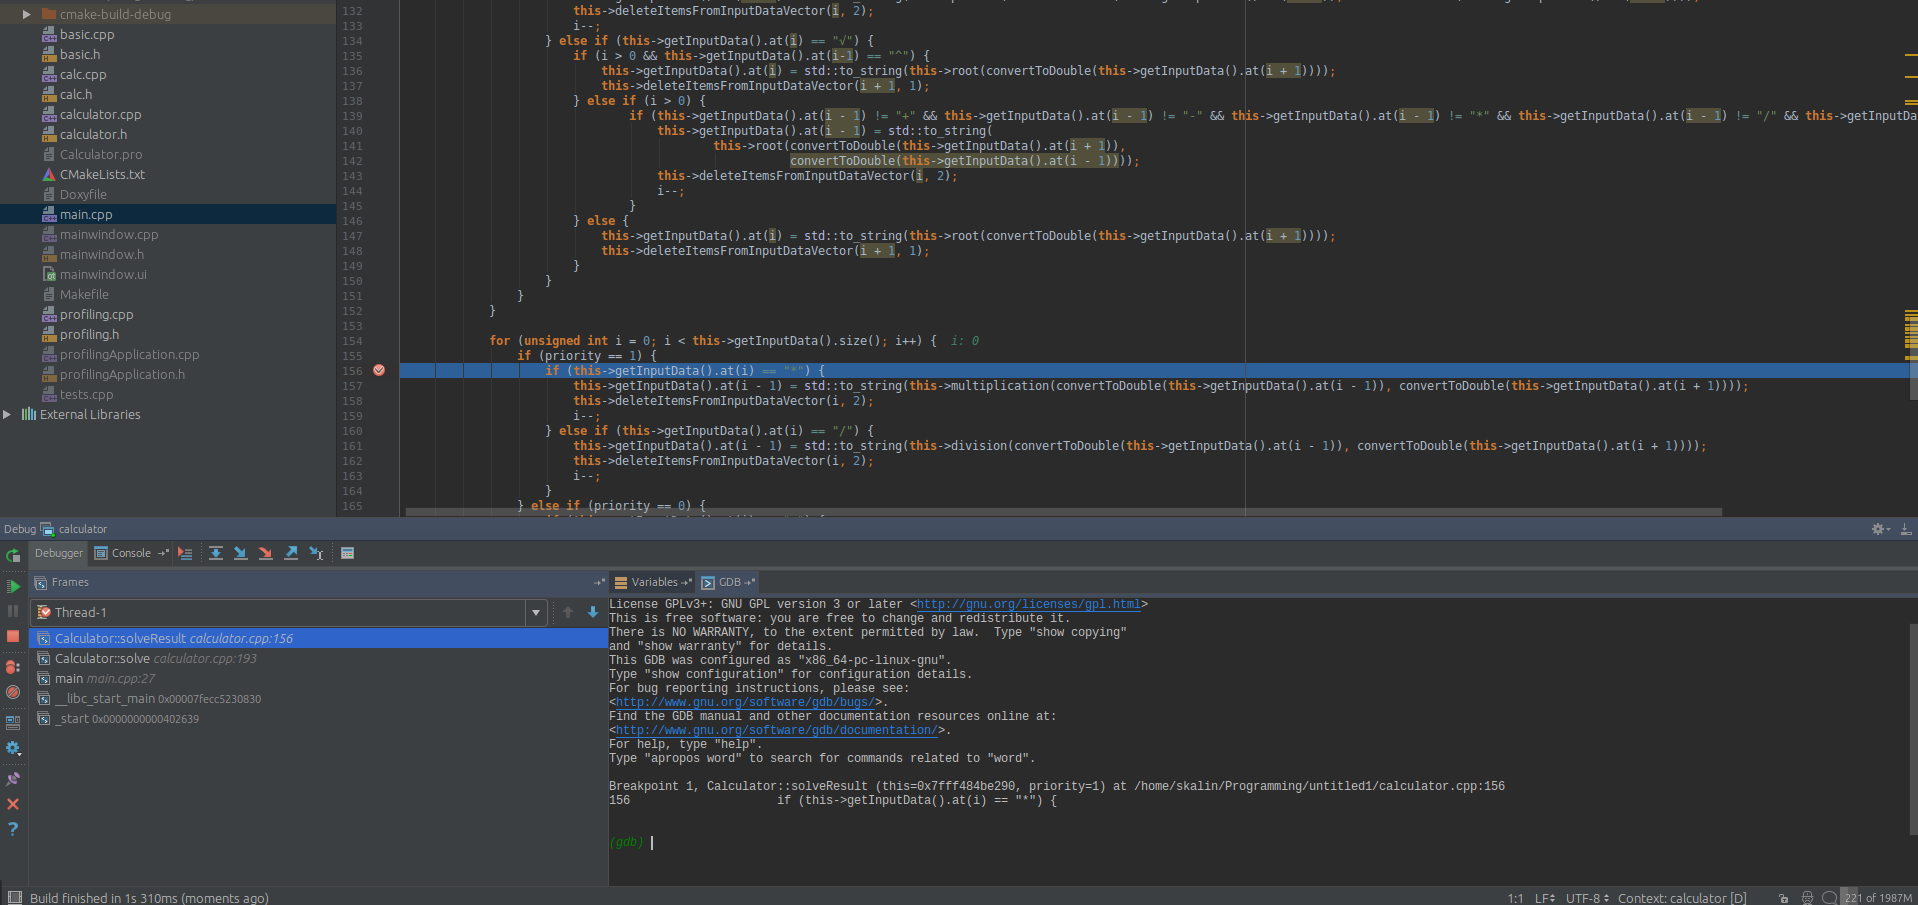 cmake-build-debug
basic.cpp
basic.h
calc.cpp
calc.h
calculator.cpp
calculator.h
Calculator.pro
CMakeLists.txt
Doxyfile
main.cpp
mainwindow.cpp
mainwindow.h
mainwindow.ui
Makefile
profiling.cpp
profiling.h
profilingApplication.cpp
profilingApplication.h
tests.cpp
External Libraries
132 this->deleteItemsFromInputDataVector(i, 2);
133 i--;
134 } else if (this->getInputData().at(i) == "√") {
135 if (i > 0 && this->getInputData().at(i-1) == "^") {
136 this->getInputData().at(i) = std::to_string(this->root(convertToDouble(this->getInputData().at(i + 1))));
137 this->deleteItemsFromInputDataVector(i + 1, 1);
138 } else if (i > 0) {
139 if (this->getInputData().at(i - 1) != "+" && this->getInputData().at(i - 1) != "-" && this->getInputData().at(i - 1) != "*" && this->getInputData().at(i - 1) != "/" && this->getInputDa
140 this->getInputData().at(i - 1) = std::to_string(
141 this->root(convertToDouble(this->getInputData().at(i + 1)),
142 convertToDouble(this->getInputData().at(i - 1))));
143 this->deleteItemsFromInputDataVector(i, 2);
144 i--;
145 }
146 } else {
147 this->getInputData().at(i) = std::to_string(this->root(convertToDouble(this->getInputData().at(i + 1))));
148 this->deleteItemsFromInputDataVector(i + 1, 1);
149 }
150 }
151 }
152 }
153
154 for (unsigned int i = 0; i < this->getInputData().size(); i++) { i: 0
155 if (priority == 1) {
156 if (this->getInputData().at(i) == "*") {
157 this->getInputData().at(i - 1) = std::to_string(this->multiplication(convertToDouble(this->getInputData().at(i - 1)), convertToDouble(this->getInputData().at(i + 1))));
158 this->deleteItemsFromInputDataVector(i, 2);
159 i--;
160 } else if (this->getInputData().at(i) == "/") {
161 this->getInputData().at(i - 1) = std::to_string(this->division(convertToDouble(this->getInputData().at(i - 1)), convertToDouble(this->getInputData().at(i + 1))));
162 this->deleteItemsFromInputDataVector(i, 2);
163 i--;
164 }
165 } else if (priority == 0) {
Debug calculator
Debugger Console
Frames
Thread-1
Calculator::solveResult calculator.cpp:156
Calculator::solve calculator.cpp:193
main main.cpp:27
__libc_start_main 0x00007fecc5230830
_start 0x0000000000402639
Variables GDB
License GPLv3+: GNU GPL version 3 or later <http://gnu.org/licenses/gpl.html>
This is free software: you are free to change and redistribute it.
There is NO WARRANTY, to the extent permitted by law.  Type "show copying"
and "show warranty" for details.
This GDB was configured as "x86_64-pc-linux-gnu".
Type "show configuration" for configuration details.
For bug reporting instructions, please see:
<http://www.gnu.org/software/gdb/bugs/>.
Find the GDB manual and other documentation resources online at:
<http://www.gnu.org/software/gdb/documentation/>.
For help, type "help".
Type "apropos word" to search for commands related to "word".
Breakpoint 1, Calculator::solveResult (this=0x7fff484be290, priority=1) at /home/skalin/Programming/untitled1/calculator.cpp:156
156 if (this->getInputData().at(i) == "*") {
(gdb)
Build finished in 1s 310ms (moments ago)
1:1 LF UTF-8 Context: calculator [D] 221 of 1987M